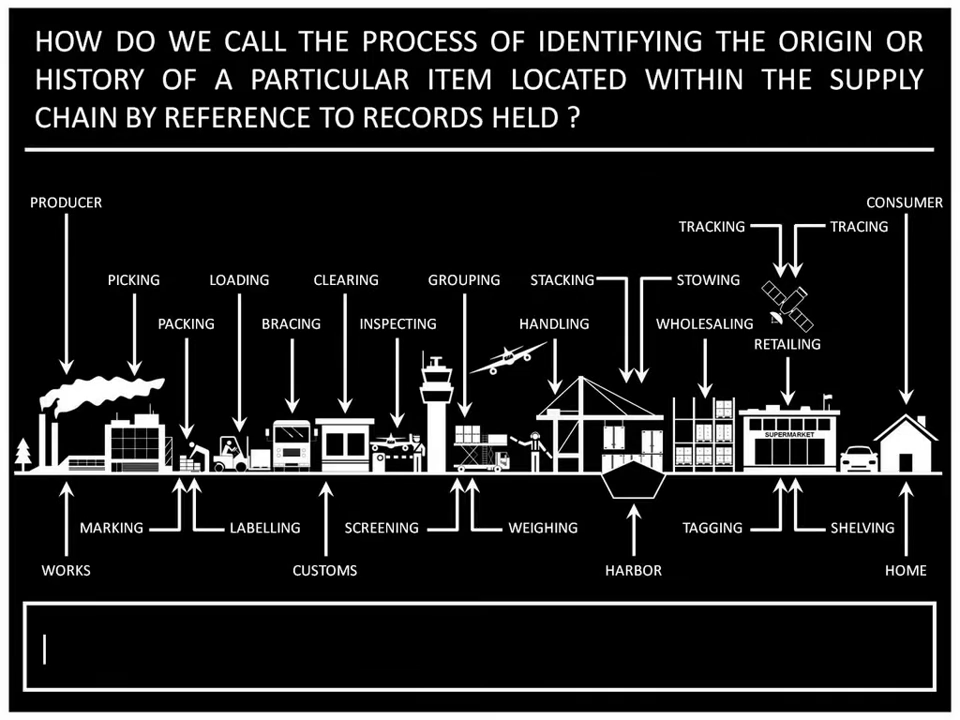 HOW DO WE CALL THE PROCESS OF IDENTIFYING THE ORIGIN OR
HISTORY OF A PARTICULAR ITEM LOCATED WITHIN THE SUPPLY
CHAIN BY REFERENCE TO RECORDS HELD ?
PRODUCER
CONSUMER
TRACKING
TRACING
PICKING
LOADING
CLEARING
GROUPING
STACKING
STOWING
PACKING
BRACING
INSPECTING
HANDLING
WHOLESALING
RETAILING
SUPERMARKET
MARKING
LABELLING
SCREENING
WEIGHING
TAGGING
SHELVING
WORKS
CUSTOMS
HARBOR
HOME